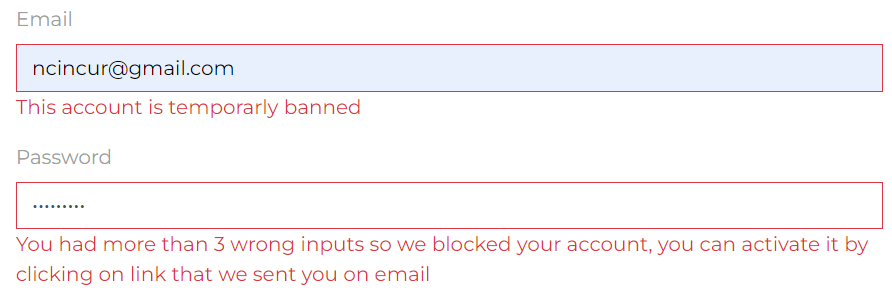 Email
ncincur@gmail.com
This account is temporarly banned
Password
•••••••••
You had more than 3 wrong inputs so we blocked your account, you can activate it by
clicking on link that we sent you on email